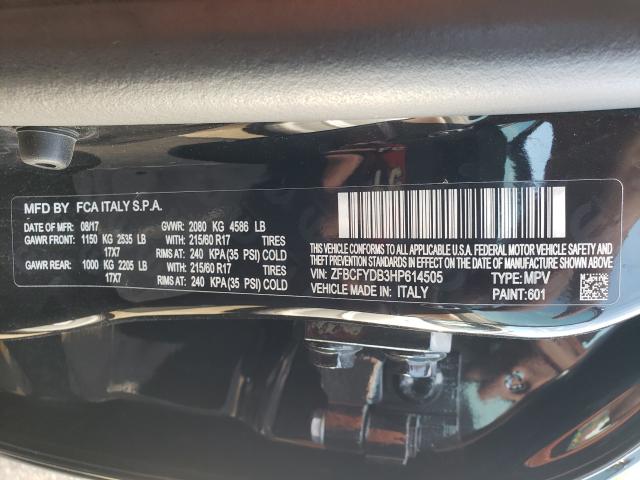 MFD BY FCA ITALY S.P.A.
DATE OF MFR: 08/17 GVWR: 2080 KG 4586 LB
GAWR FRONT: 1150 KG 2535 LB WITH: 215/60 R17 TIRES
17X7 RIMS AT: 240 KPA (35 PSI) COLD
GAWR REAR: 1000 KG 2205 LB WITH: 215/60 R17 TIRES
17X7 RIMS AT: 240 KPA (35 PSI) COLD
THIS VEHICLE CONFORMS TO ALL APPLICABLE U.S.A. FEDERAL MOTOR VEHICLE SAFETY, BUMPER, AND
THEFT PREVENTION STANDARDS IN EFFECT ON THE DATE OF MANUFACTURE SHOWN ABOVE
VIN: ZFBCFYDB3HP614505 TYPE: MPV
VEHICLE MADE IN: ITALY PAINT: 601